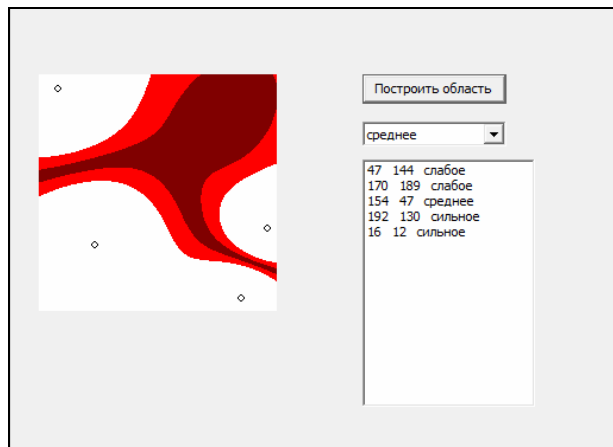 Построить область
среднее
47 144 слабое
170 189 слабое
154 47 среднее
192 130 сильное
16 12 сильное